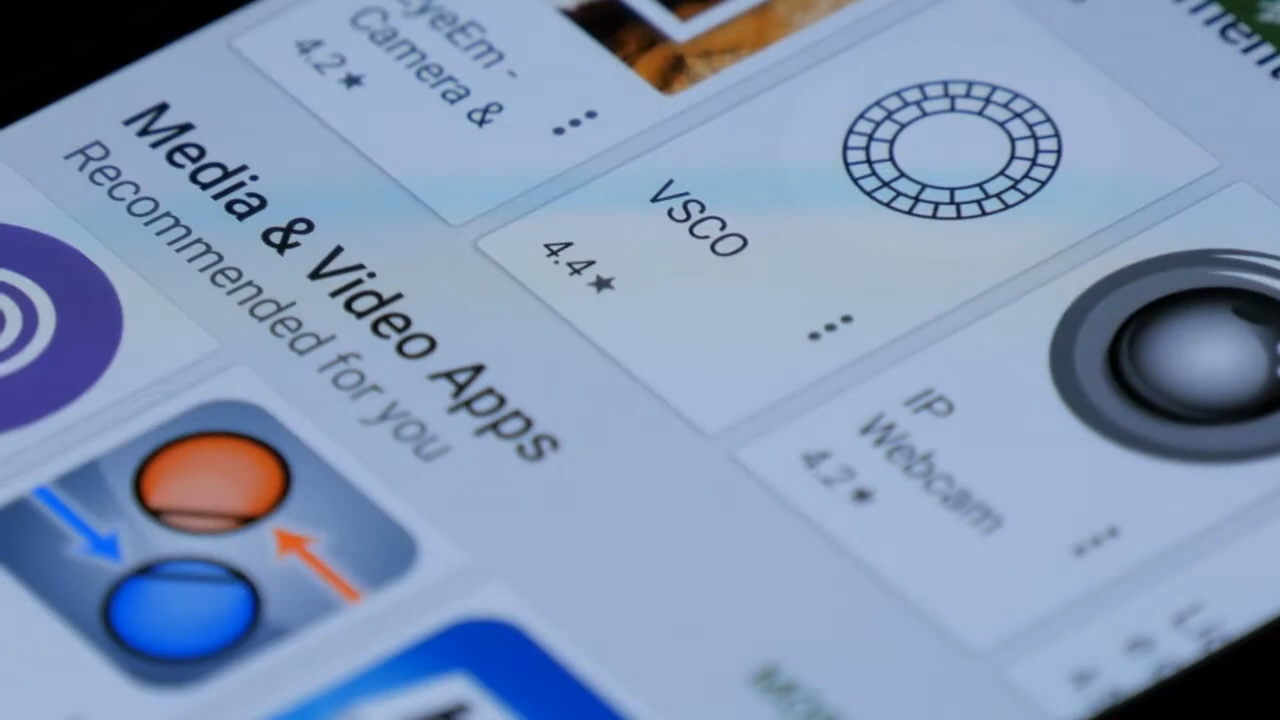 EyeEm -
Camera &
4.2★
VSCO
4.4★
IP
Webcam
4.2★
Media & Video Apps
Recommended for you